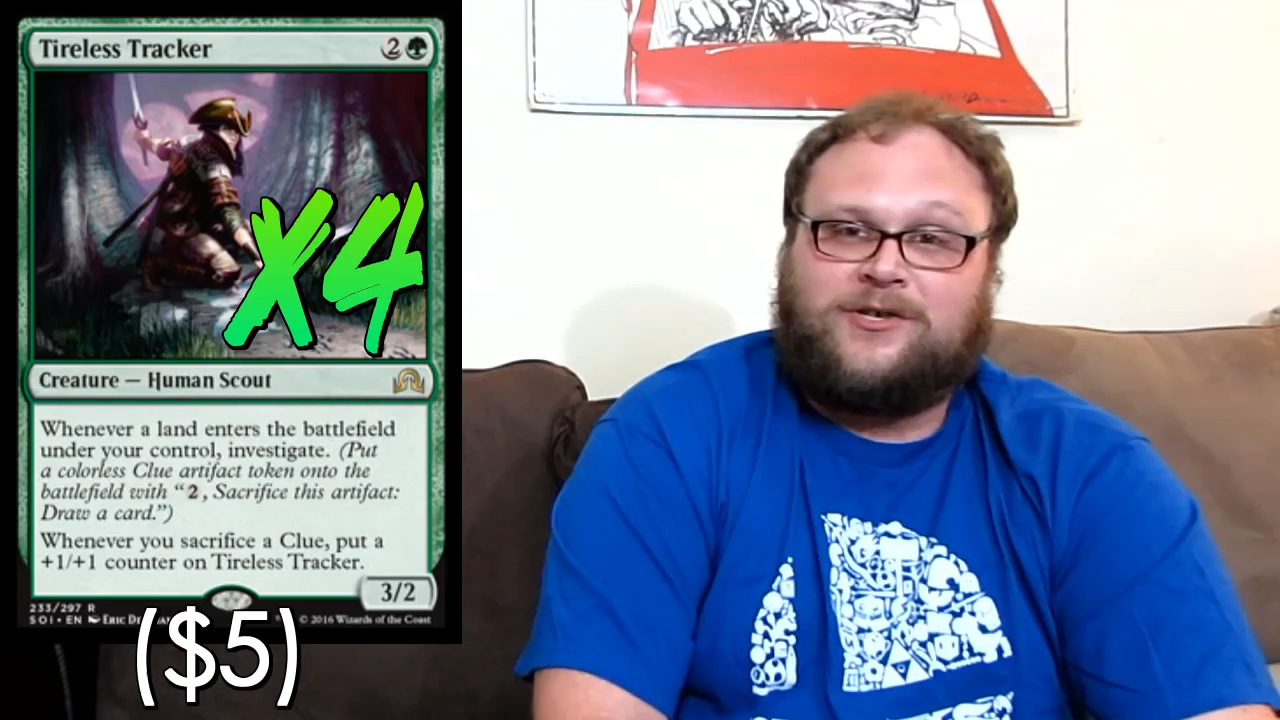 Tireless Tracker 2
X4
Creature — Human Scout
Whenever a land enters the battlefield
under your control, investigate. (Put
a colorless Clue artifact token onto the
battlefield with “2, Sacrifice this artifact:
Draw a card.”)
Whenever you sacrifice a Clue, put a
+1/+1 counter on Tireless Tracker.
3/2
233/297 R
SOI • EN ERIC © 2016 Wizards of the Coast
($5)